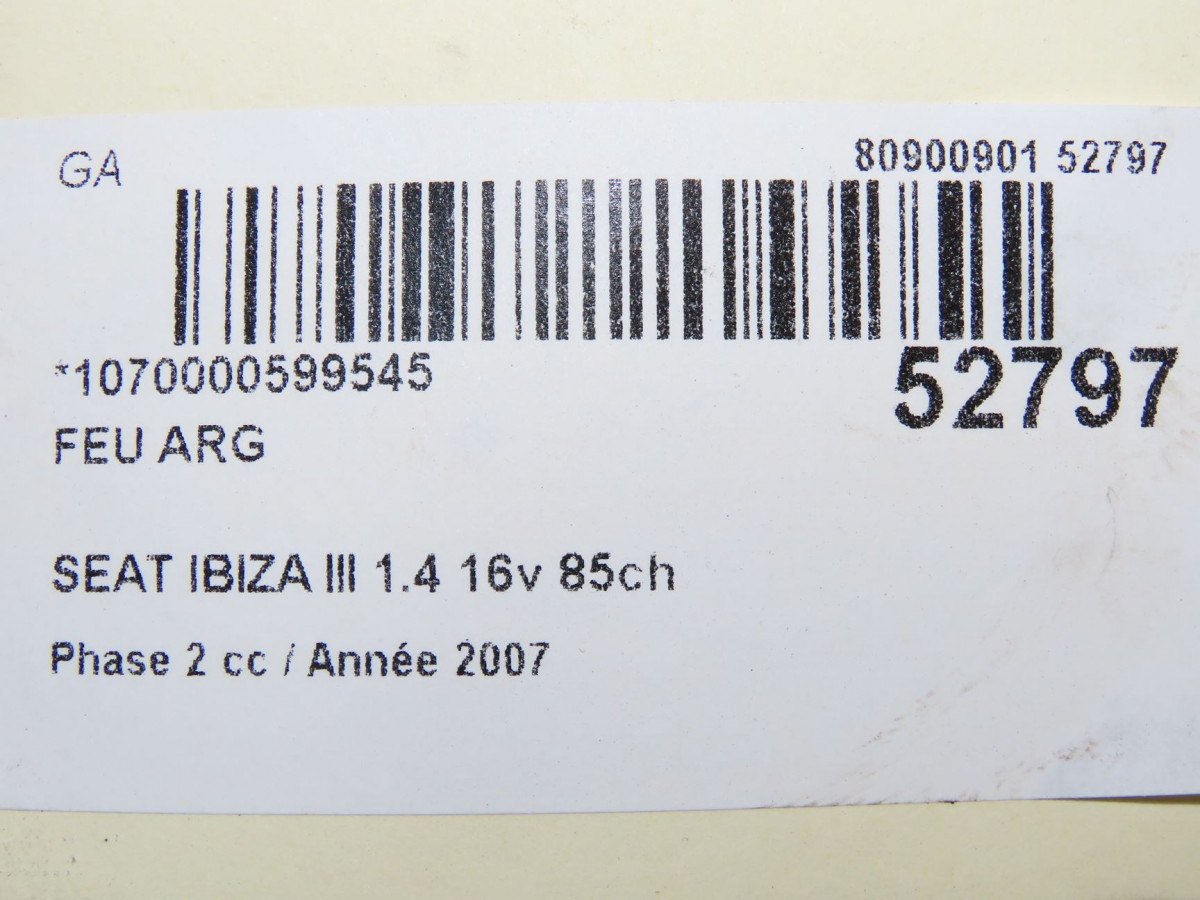 GA
80900901 52797
*1070000599545
52797
FEU ARG
SEAT IBIZA III 1.4 16v 85ch
Phase 2 cc / Année 2007